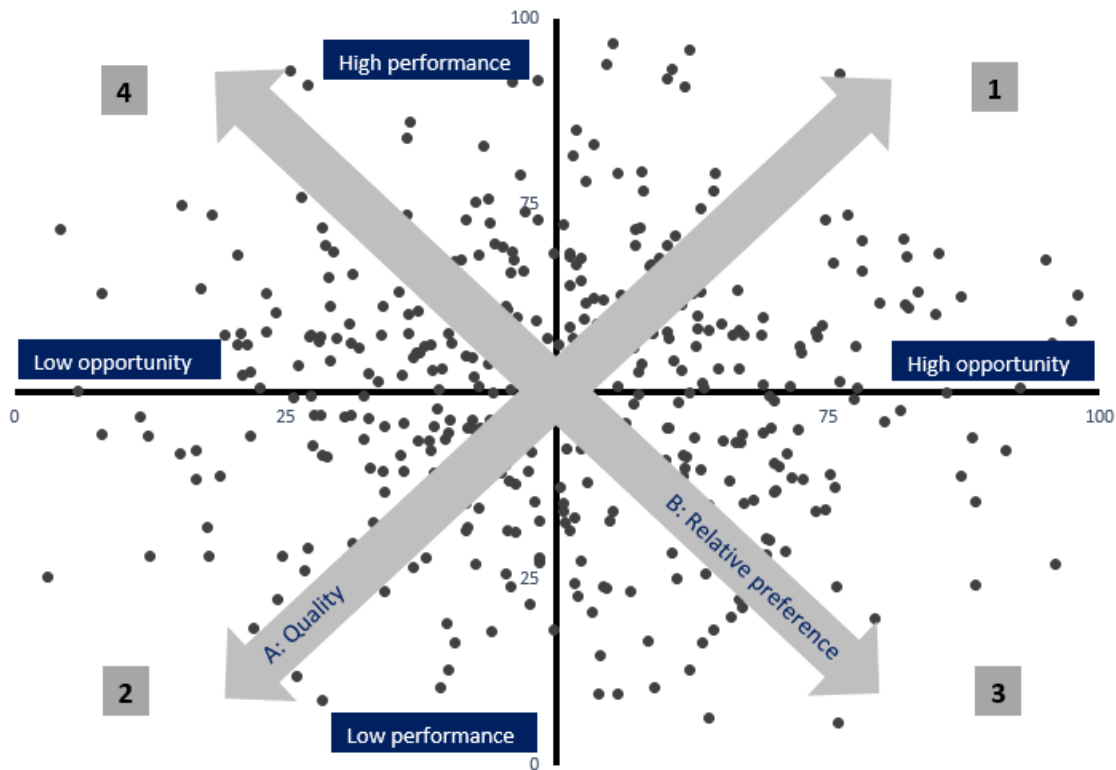 100
High performance
4
1
75
Low opportunity
High opportunity
0
25
75
100
B: Relative preference
25
A: Quality
2
3
Low performance
0